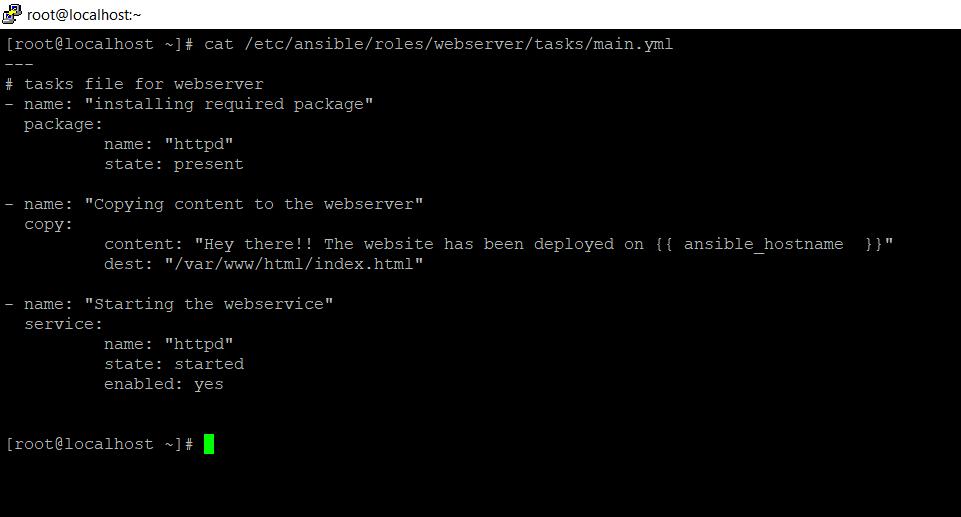 root@localhost:~
[root@localhost ~]# cat /etc/ansible/roles/webserver/tasks/main.yml
---
# tasks file for webserver
- name: "installing required package"
  package:
          name: "httpd"
          state: present

- name: "Copying content to the webserver"
  copy:
          content: "Hey there!! The website has been deployed on {{ ansible_hostname  }}"
          dest: "/var/www/html/index.html"

- name: "Starting the webservice"
  service:
          name: "httpd"
          state: started
          enabled: yes


[root@localhost ~]#